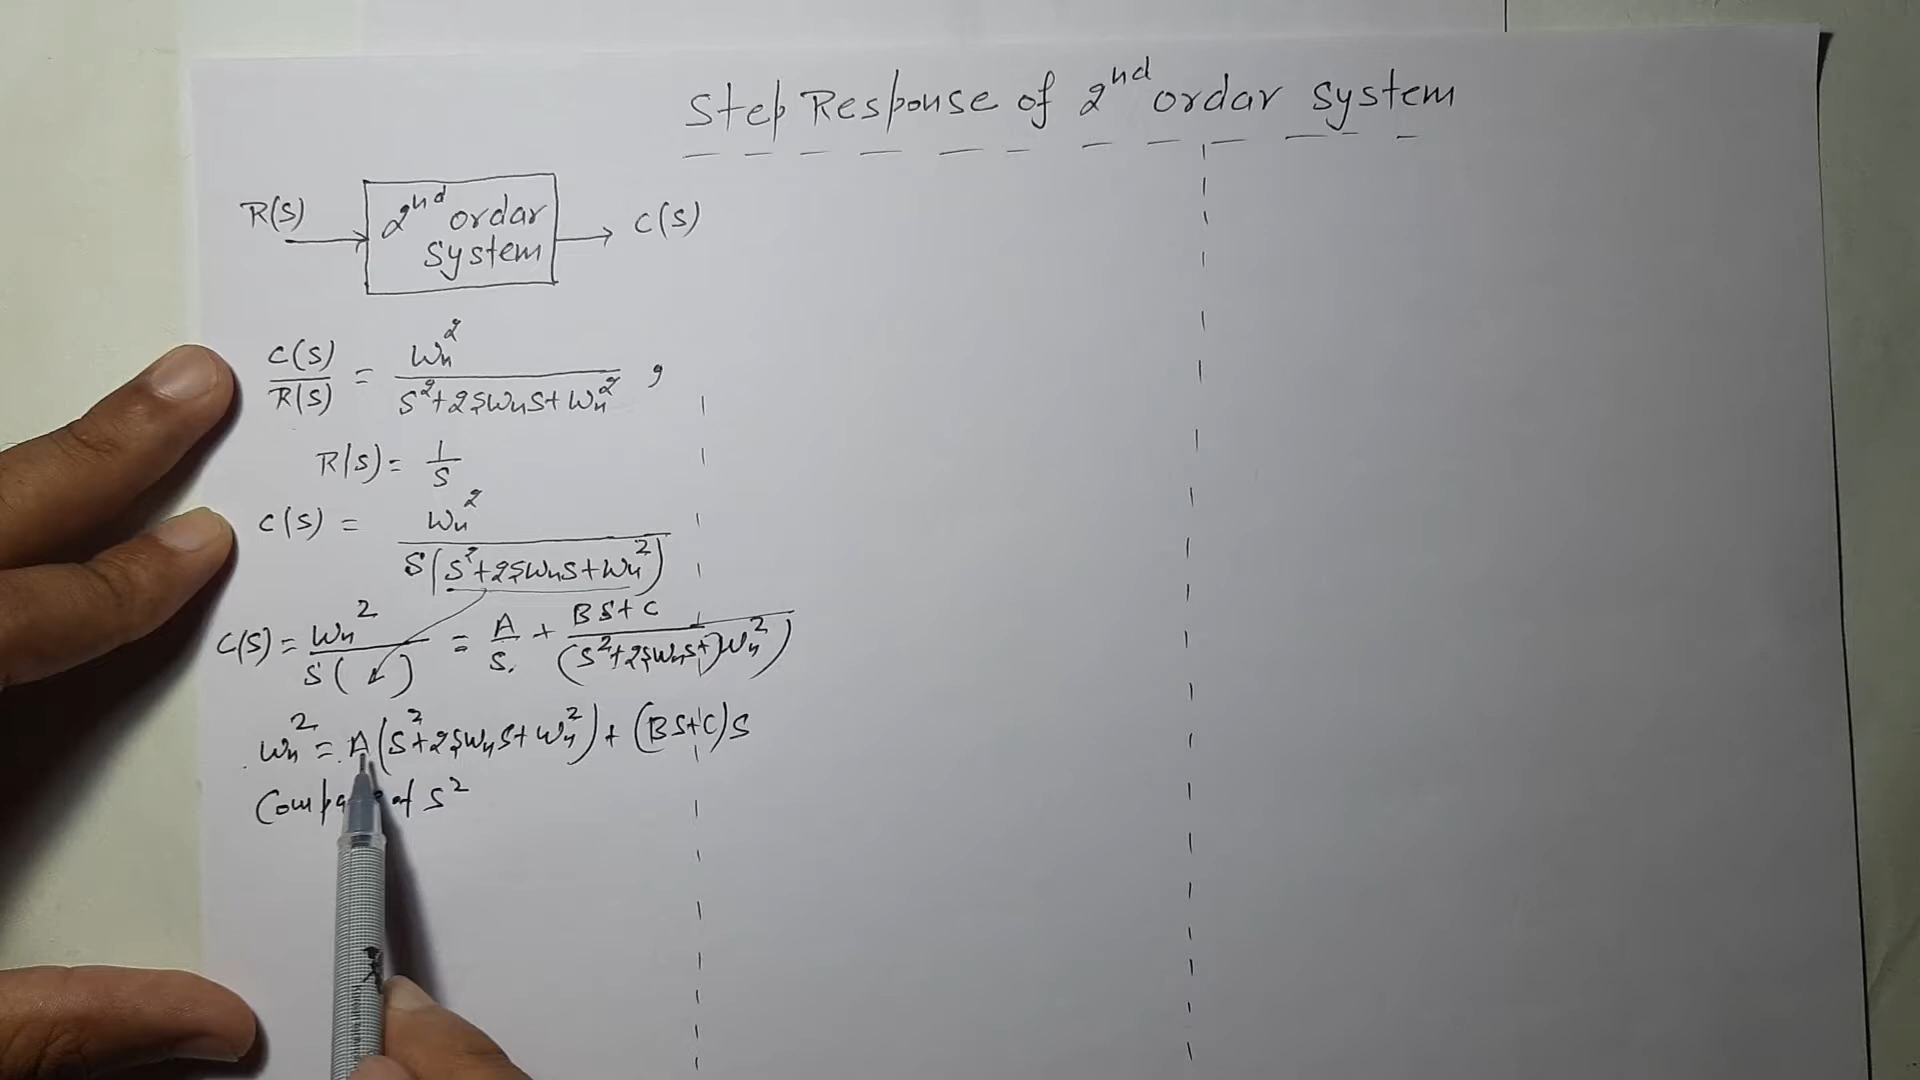 Step Response of 2nd ordar system
R(S)
2nd ordar
system
C(S)
C(S)/R(S) = Wn²/(S²+2ζWnS+Wn²) ,
R(S) = 1/S
C(S) = Wn²/(S(S²+2ζWnS+Wn²))
C(S) = Wn²/(S( )) = A/S + (BS+C)/(S²+2ζWnS+Wn²)
Wn² = A(S²+2ζWnS+Wn²) + (BS+C)S
of S²